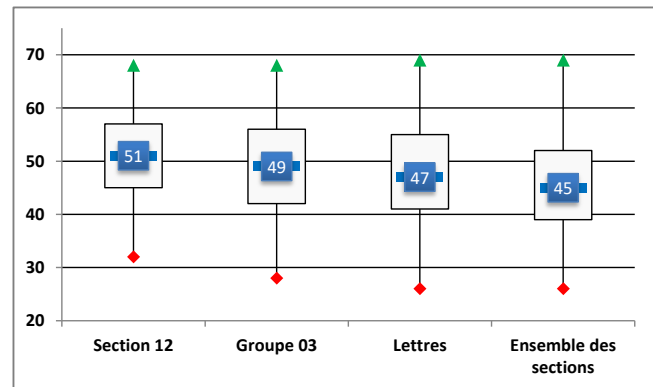 70
60
50
40
30
20
51
49
47
45
Section 12
Groupe 03
Lettres
Ensemble des
sections